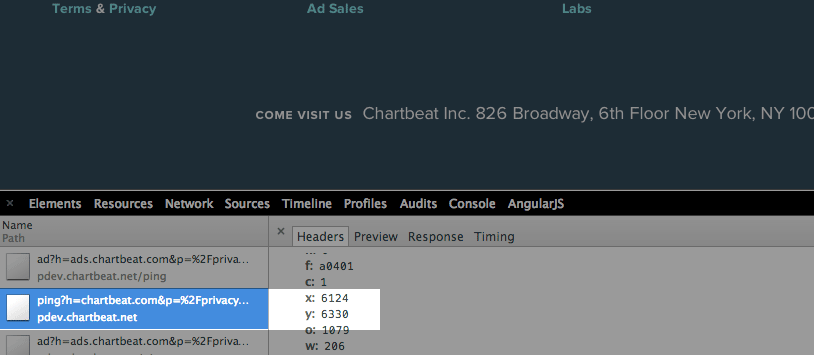 Terms & Privacy Ad Sales Labs
COME VISIT US Chartbeat Inc. 826 Broadway, 6th Floor New York, NY 100
× Elements Resources Network Sources Timeline Profiles Audits Console AngularJS
Name
Path
× Headers Preview Response Timing
ad?h=ads.chartbeat.com&p=%2Fpriva...
pdev.chartbeat.net/ping
ping?h=chartbeat.com&p=%2Fprivacy...
pdev.chartbeat.net
ad?h=ads.chartbeat.com&p=%2Fpriva...
f: a0401
c: 1
x: 6124
y: 6330
o: 1079
w: 206